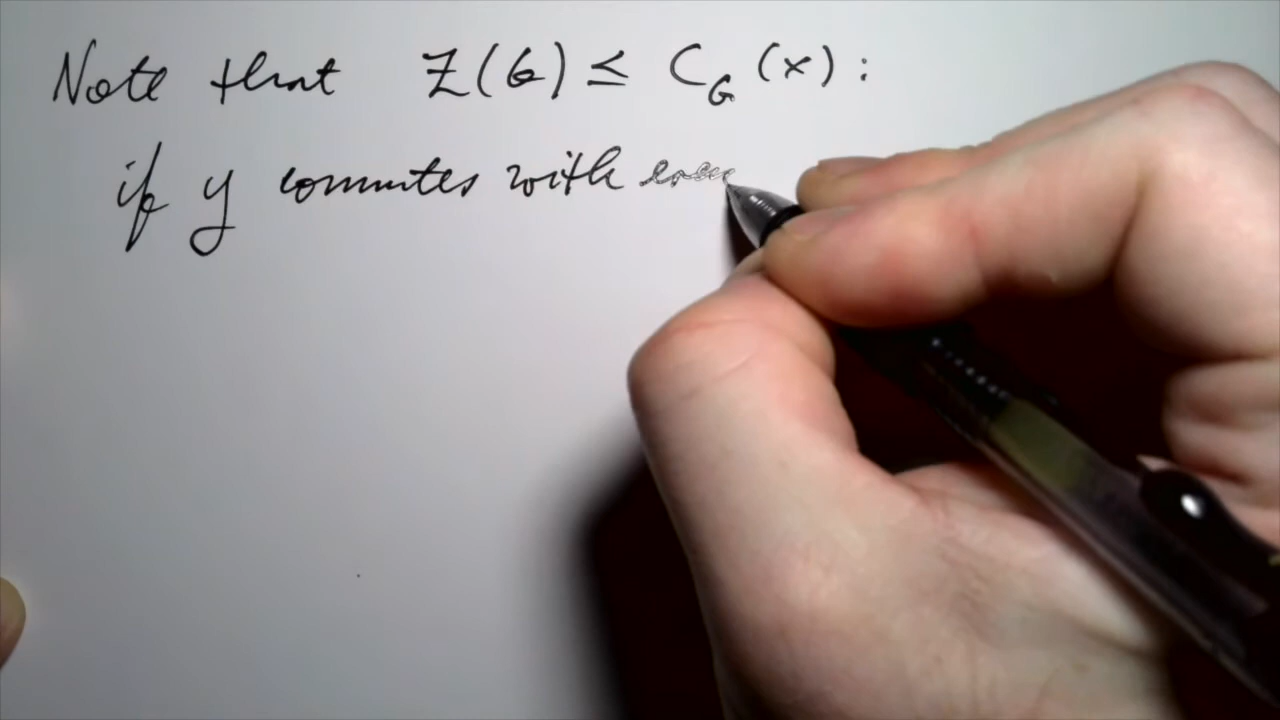 Note that Z(G) ≤ C_G(x):
if y commutes with